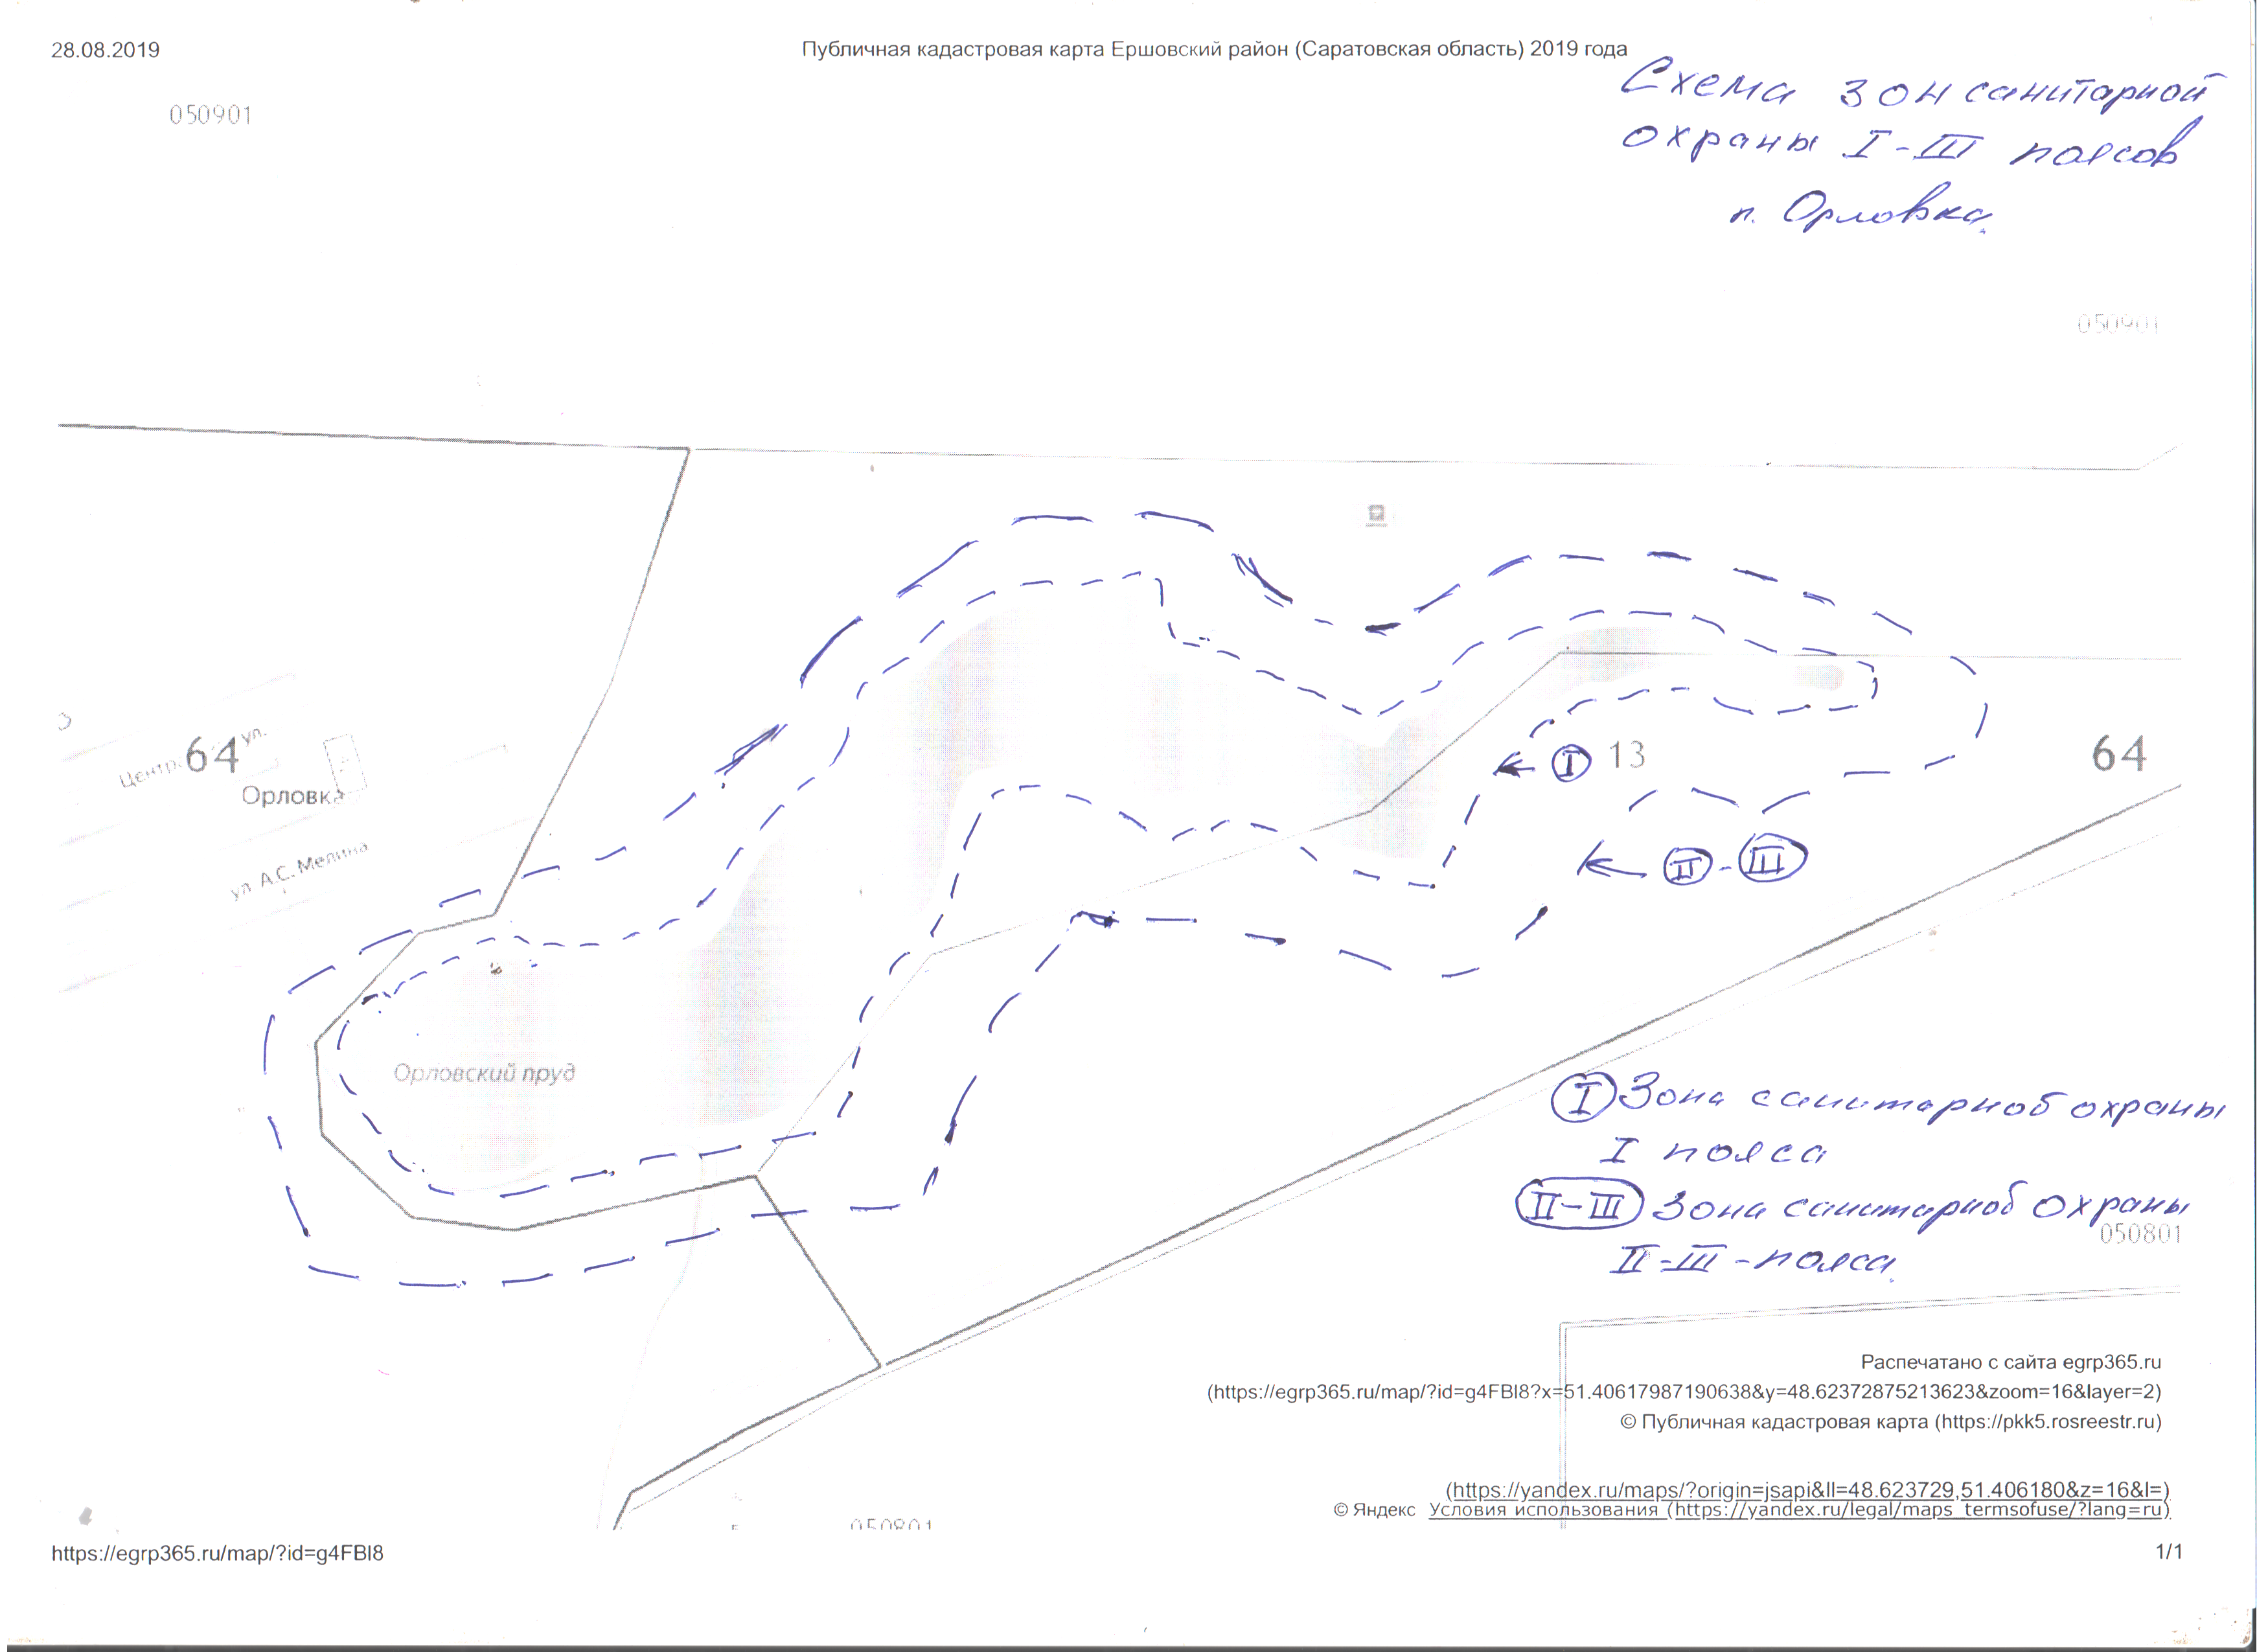 28.08.2019
Публичная кадастровая карта Ершовский район (Саратовская область) 2019 года
Схема зон санитарной
охраны I-III поясов
п. Орловка
050901
050901
64
ул.
Центр
Орловка
ул А.С. Мелина
Орловский пруд
I 13
64
II - III
I Зона санитарной охраны
I пояса
II-III Зона санитарной охраны
II-III-пояса
050801
Распечатано с сайта egrp365.ru
(https://egrp365.ru/map/?id=g4FBI8?x=51.40617987190638&y=48.62372875213623&zoom=16&layer=2)
© Публичная кадастровая карта (https://pkk5.rosreestr.ru)
(https://yandex.ru/maps/?origin=jsapi&ll=48.623729,51.406180&z=16&l=)
© Яндекс Условия использования (https://yandex.ru/legal/maps_termsofuse/?lang=ru)
050801
https://egrp365.ru/map/?id=g4FBI8
1/1